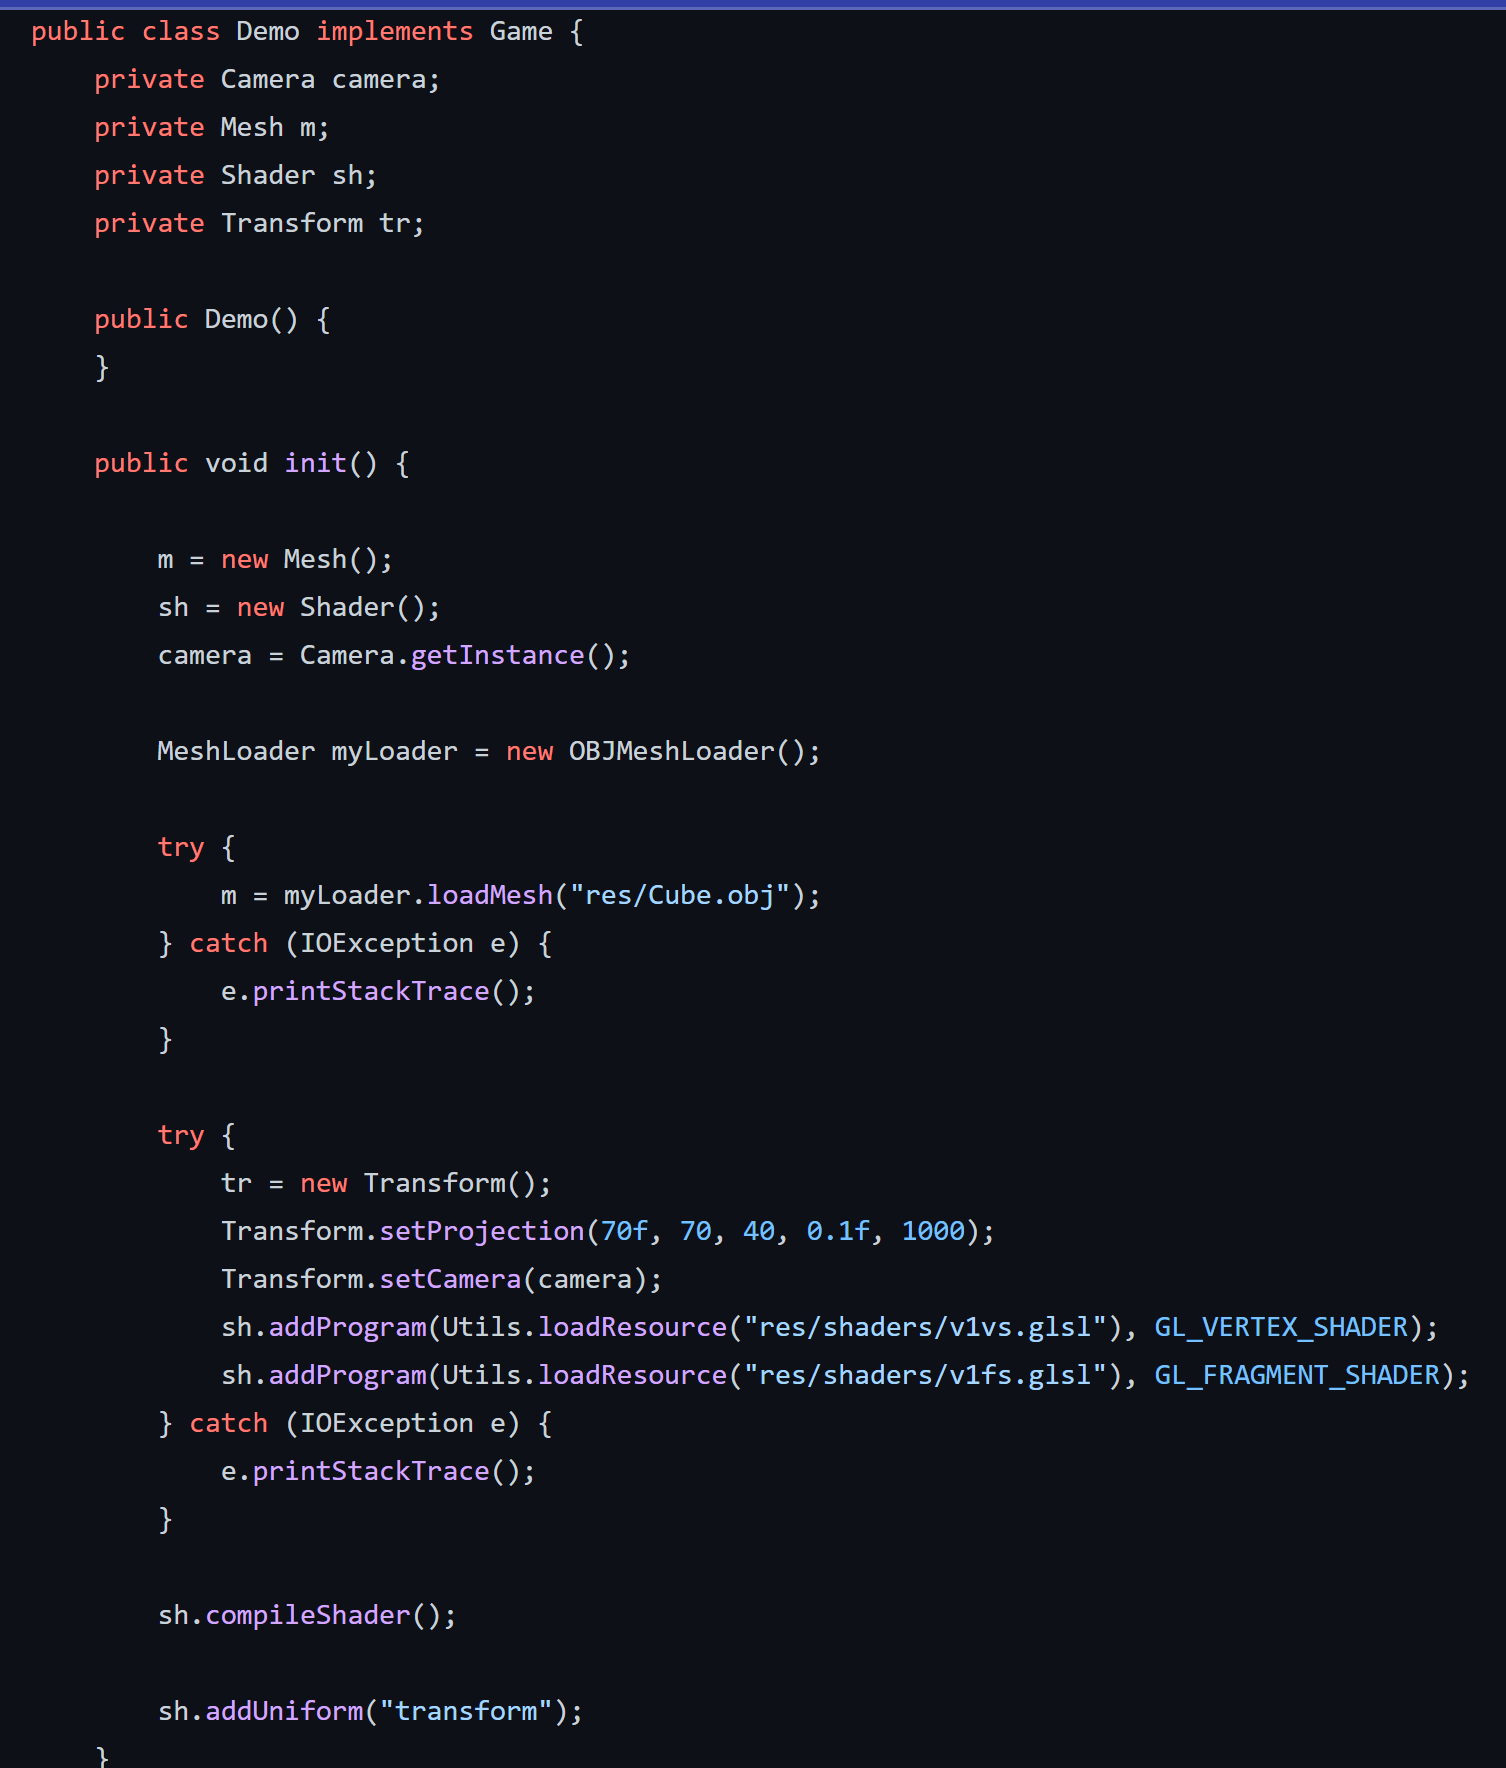 public class Demo implements Game {
    private Camera camera;
    private Mesh m;
    private Shader sh;
    private Transform tr;

    public Demo() {
    }

    public void init() {

        m = new Mesh();
        sh = new Shader();
        camera = Camera.getInstance();

        MeshLoader myLoader = new OBJMeshLoader();

        try {
            m = myLoader.loadMesh("res/Cube.obj");
        } catch (IOException e) {
            e.printStackTrace();
        }

        try {
            tr = new Transform();
            Transform.setProjection(70f, 70, 40, 0.1f, 1000);
            Transform.setCamera(camera);
            sh.addProgram(Utils.loadResource("res/shaders/v1vs.glsl"), GL_VERTEX_SHADER);
            sh.addProgram(Utils.loadResource("res/shaders/v1fs.glsl"), GL_FRAGMENT_SHADER);
        } catch (IOException e) {
            e.printStackTrace();
        }

        sh.compileShader();

        sh.addUniform("transform");
    }